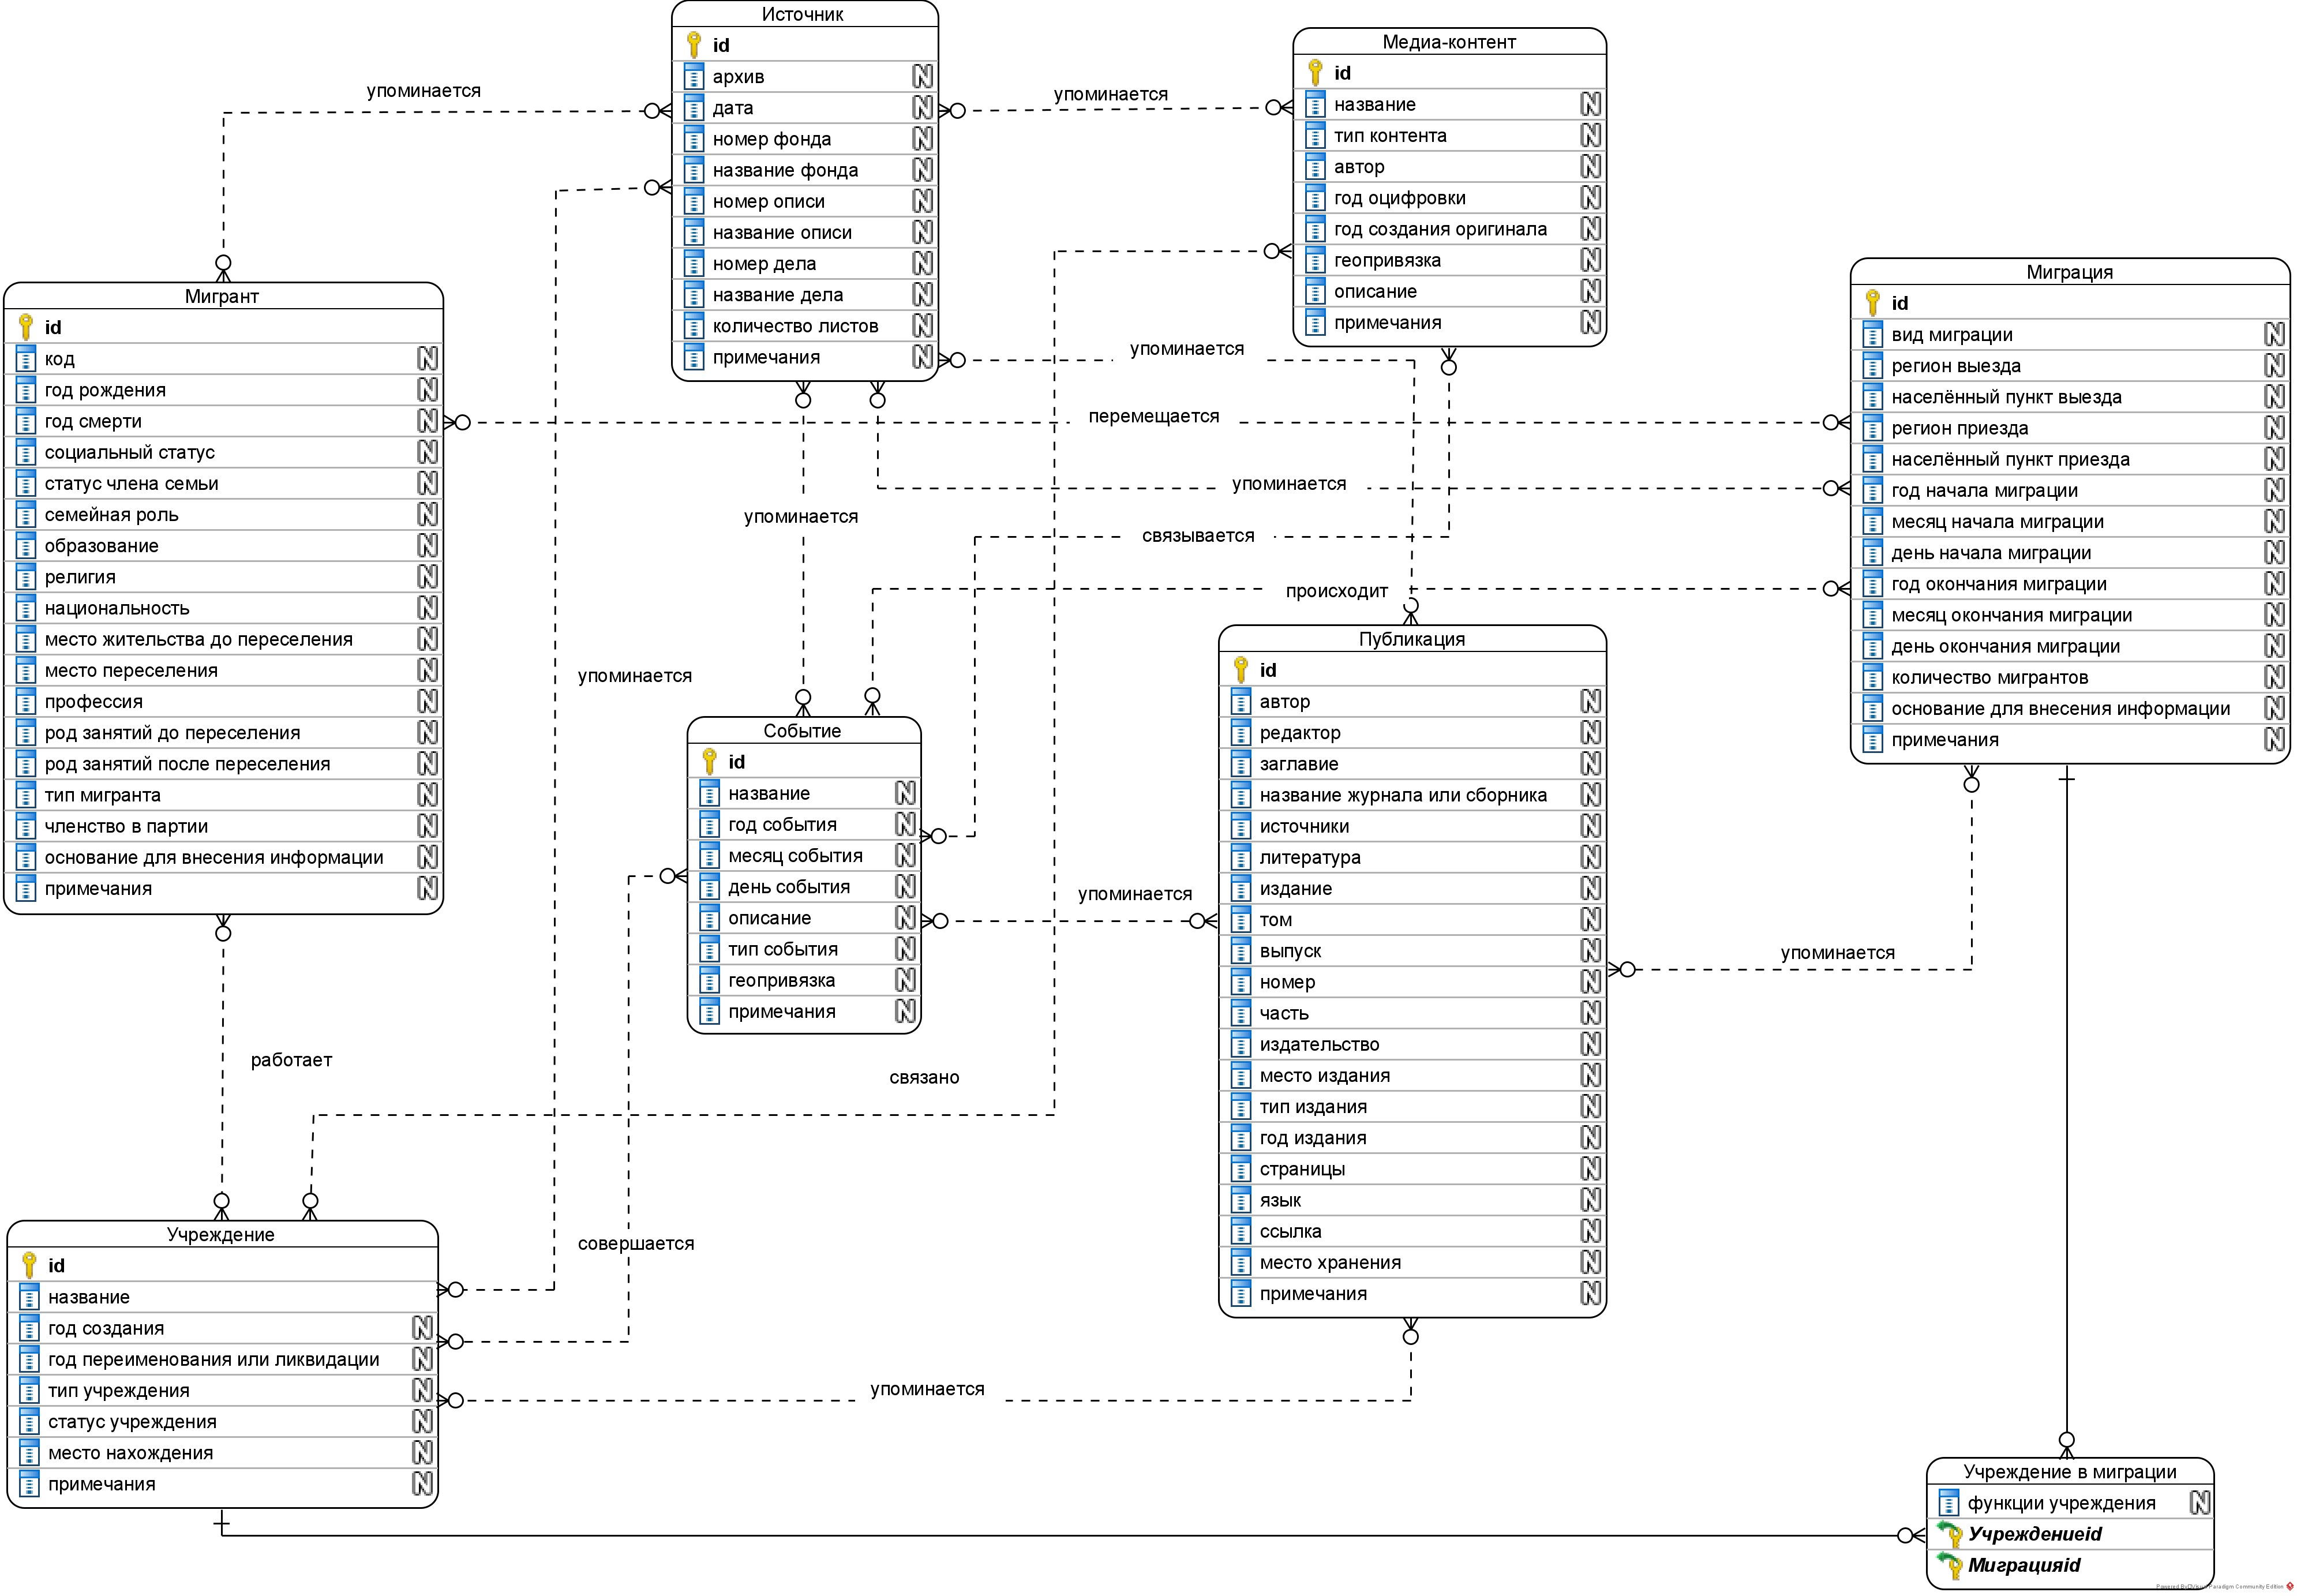 Источник
id
архив
дата
номер фонда
название фонда
номер описи
название описи
номер дела
название дела
количество листов
примечания
Медиа-контент
id
название
тип контента
автор
год оцифровки
год создания оригинала
геопривязка
описание
примечания
Мигрант
id
код
год рождения
год смерти
социальный статус
статус члена семьи
семейная роль
образование
религия
национальность
место жительства до переселения
место переселения
профессия
род занятий до переселения
род занятий после переселения
тип мигранта
членство в партии
основание для внесения информации
примечания
Миграция
id
вид миграции
регион выезда
населённый пункт выезда
регион приезда
населённый пункт приезда
год начала миграции
месяц начала миграции
день начала миграции
год окончания миграции
месяц окончания миграции
день окончания миграции
количество мигрантов
основание для внесения информации
примечания
упоминается
упоминается
упоминается
перемещается
упоминается
упоминается
связывается
происходит
упоминается
Событие
id
название
год события
месяц события
день события
описание
тип события
геопривязка
примечания
Публикация
id
автор
редактор
заглавие
название журнала или сборника
источники
литература
издание
том
выпуск
номер
часть
издательство
место издания
тип издания
год издания
страницы
язык
ссылка
место хранения
примечания
упоминается
упоминается
работает
связано
совершается
упоминается
Учреждение
id
название
год создания
год переименования или ликвидации
тип учреждения
статус учреждения
место нахождения
примечания
Учреждение в миграции
функции учреждения
Учреждениеid
Миграцияid
Paradigm Community Edition